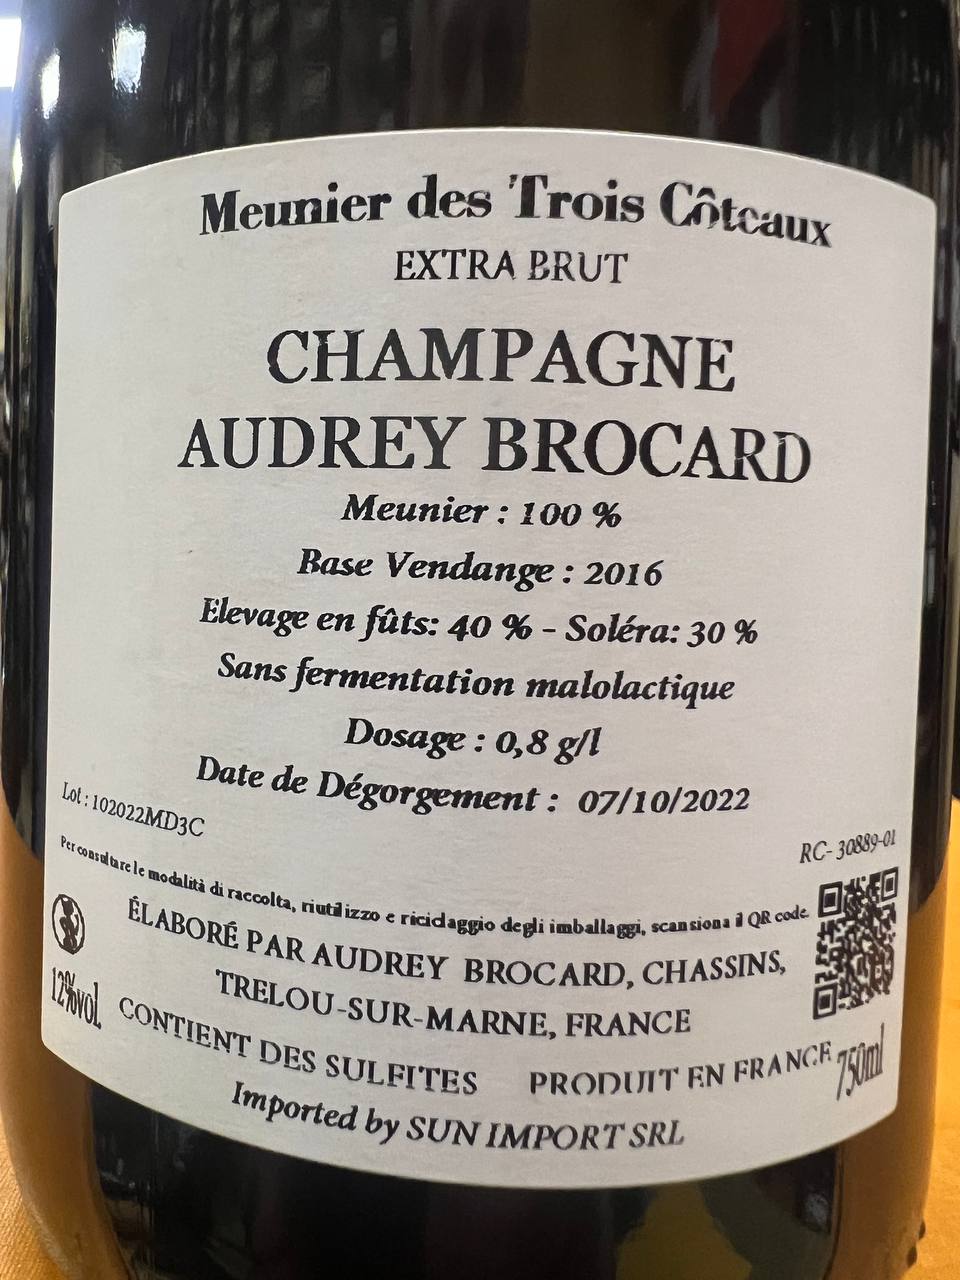 Meunier des Trois Côteaux
EXTRA BRUT
CHAMPAGNE
AUDREY BROCARD
Meunier : 100 %
Base Vendange : 2016
Elevage en fûts: 40 % - Soléra: 30 %
Sans fermentation malolactique
Dosage : 0,8 g/l
Date de Dégorgement : 07/10/2022
Lot : 102022MD3C
RC- 30889-01
Per consultare le modalità di raccolta, riutilizzo e riciclaggio degli imballaggi, scansiona il QR code.
ÉLABORÉ PAR AUDREY BROCARD, CHASSINS,
TRELOU-SUR-MARNE, FRANCE
12%vol.
CONTIENT DES SULFITES PRODUIT EN FRANCE
750ml
Imported by SUN IMPORT SRL